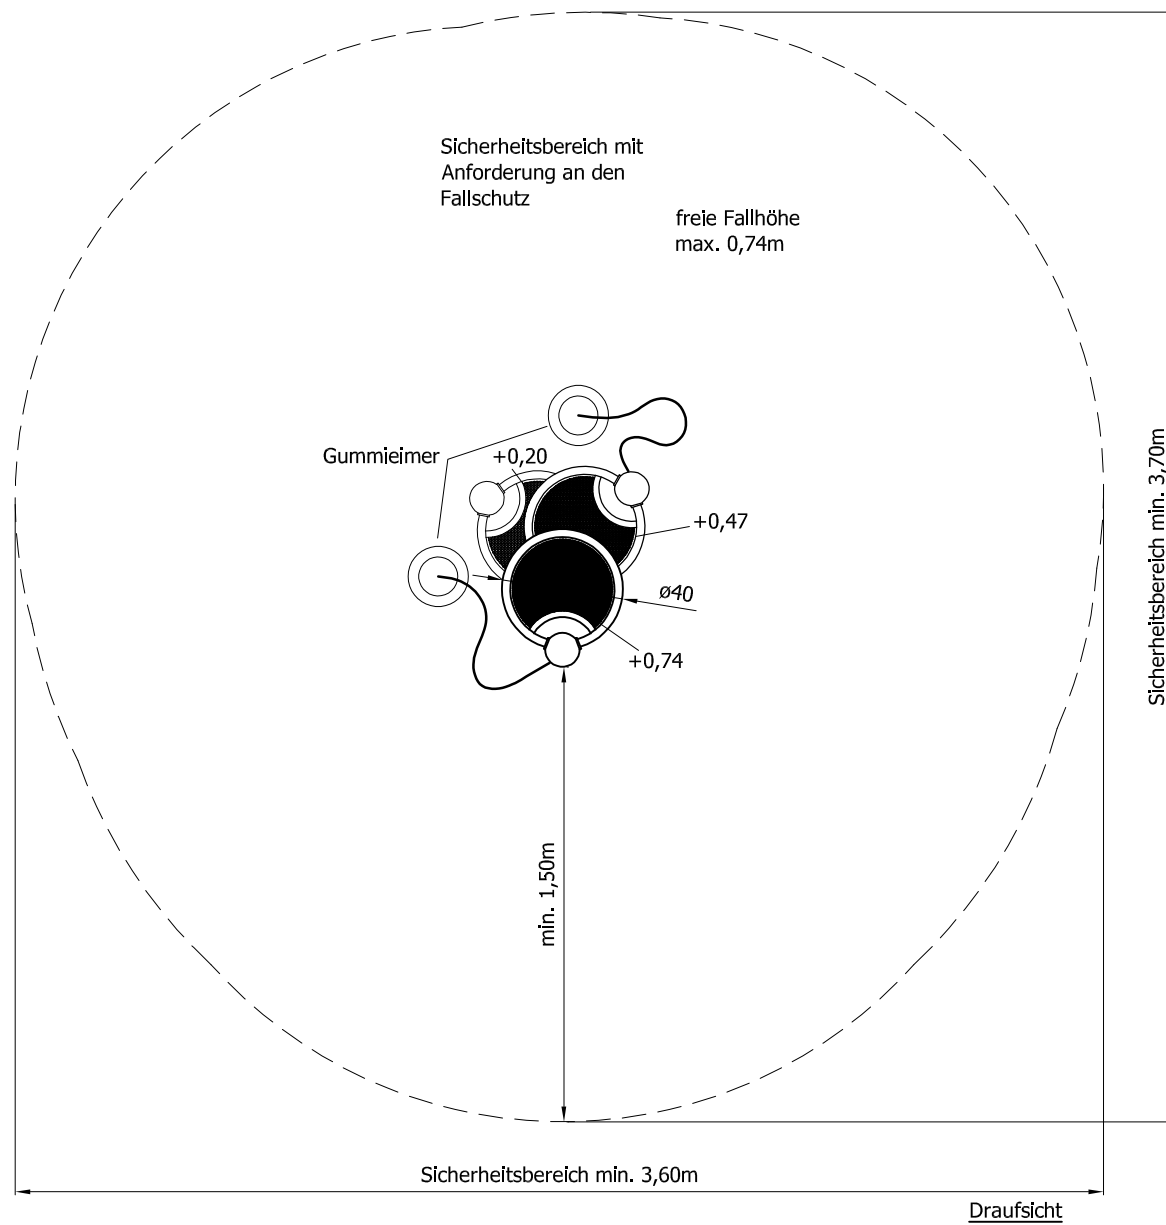 Sicherheitsbereich mit
Anforderung an den
Fallschutz
freie Fallhöhe
max. 0,74m
Gummieimer
+0,20
+0,47
ø40
+0,74
min. 1,50m
Sicherheitsbereich min. 3,70m
Sicherheitsbereich min. 3,60m
Draufsicht